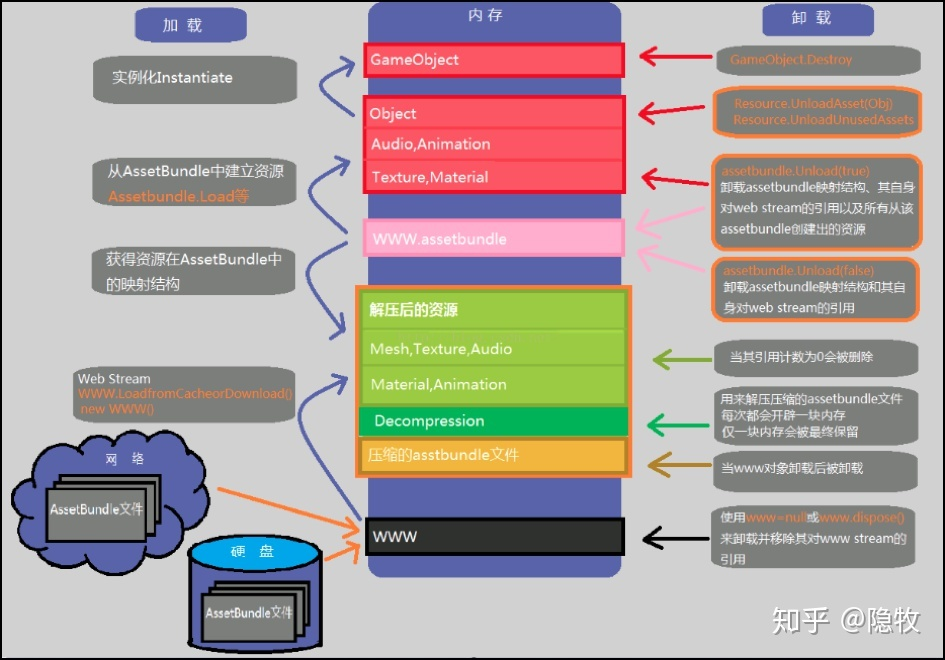 加 载
内存
卸 载
实例化Instantiate
GameObject
GameObject.Destroy
Object
Audio,Animation
Texture,Material
Resource.UnloadAsset(Obj)
Resource.UnloadUnusedAssets
从AssetBundle中建立资源
Assetbundle.Load等
assetbundle.Unload(true)
卸载assetbundle映射结构、其自身
对web stream的引用以及所有从该
assetbundle创建出的资源
WWW.assetbundle
获得资源在AssetBundle中
的映射结构
assetbundle.Unload(false)
卸载assetbundle映射结构和其自
身对web stream的引用
解压后的资源
Mesh,Texture,Audio
Material,Animation
当其引用计数为0会被删除
Web Stream
WWW.LoadfromCacheorDownload()
new WWW()
Decompression
用来解压压缩的assetbundle文件
每次都会开辟一块内存
仅一块内存会被最终保留
压缩的asstbundle文件
当www对象卸载后被卸载
网 络
AssetBundle文件
WWW
使用www=null或www.dispose()
来卸载并移除其对www stream的
引用
硬 盘
AssetBundle文件
知乎 @隐牧